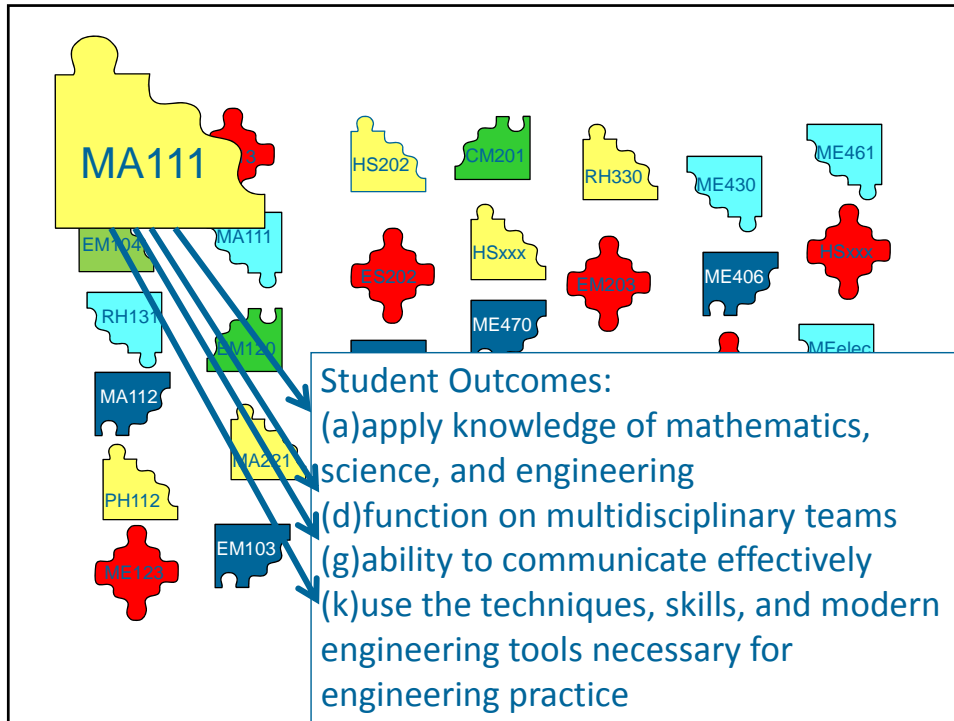 MA111
3
HS202
CM201
RH330
ME430
ME461
EM104
MA111
ES202
HSxxx
EM203
ME406
HSxxx
RH131
EM120
ME470
MEelec
MA112
MA221
PH112
EM103
ME123
Student Outcomes:
(a)apply knowledge of mathematics,
science, and engineering
(d)function on multidisciplinary teams
(g)ability to communicate effectively
(k)use the techniques, skills, and modern
engineering tools necessary for
engineering practice